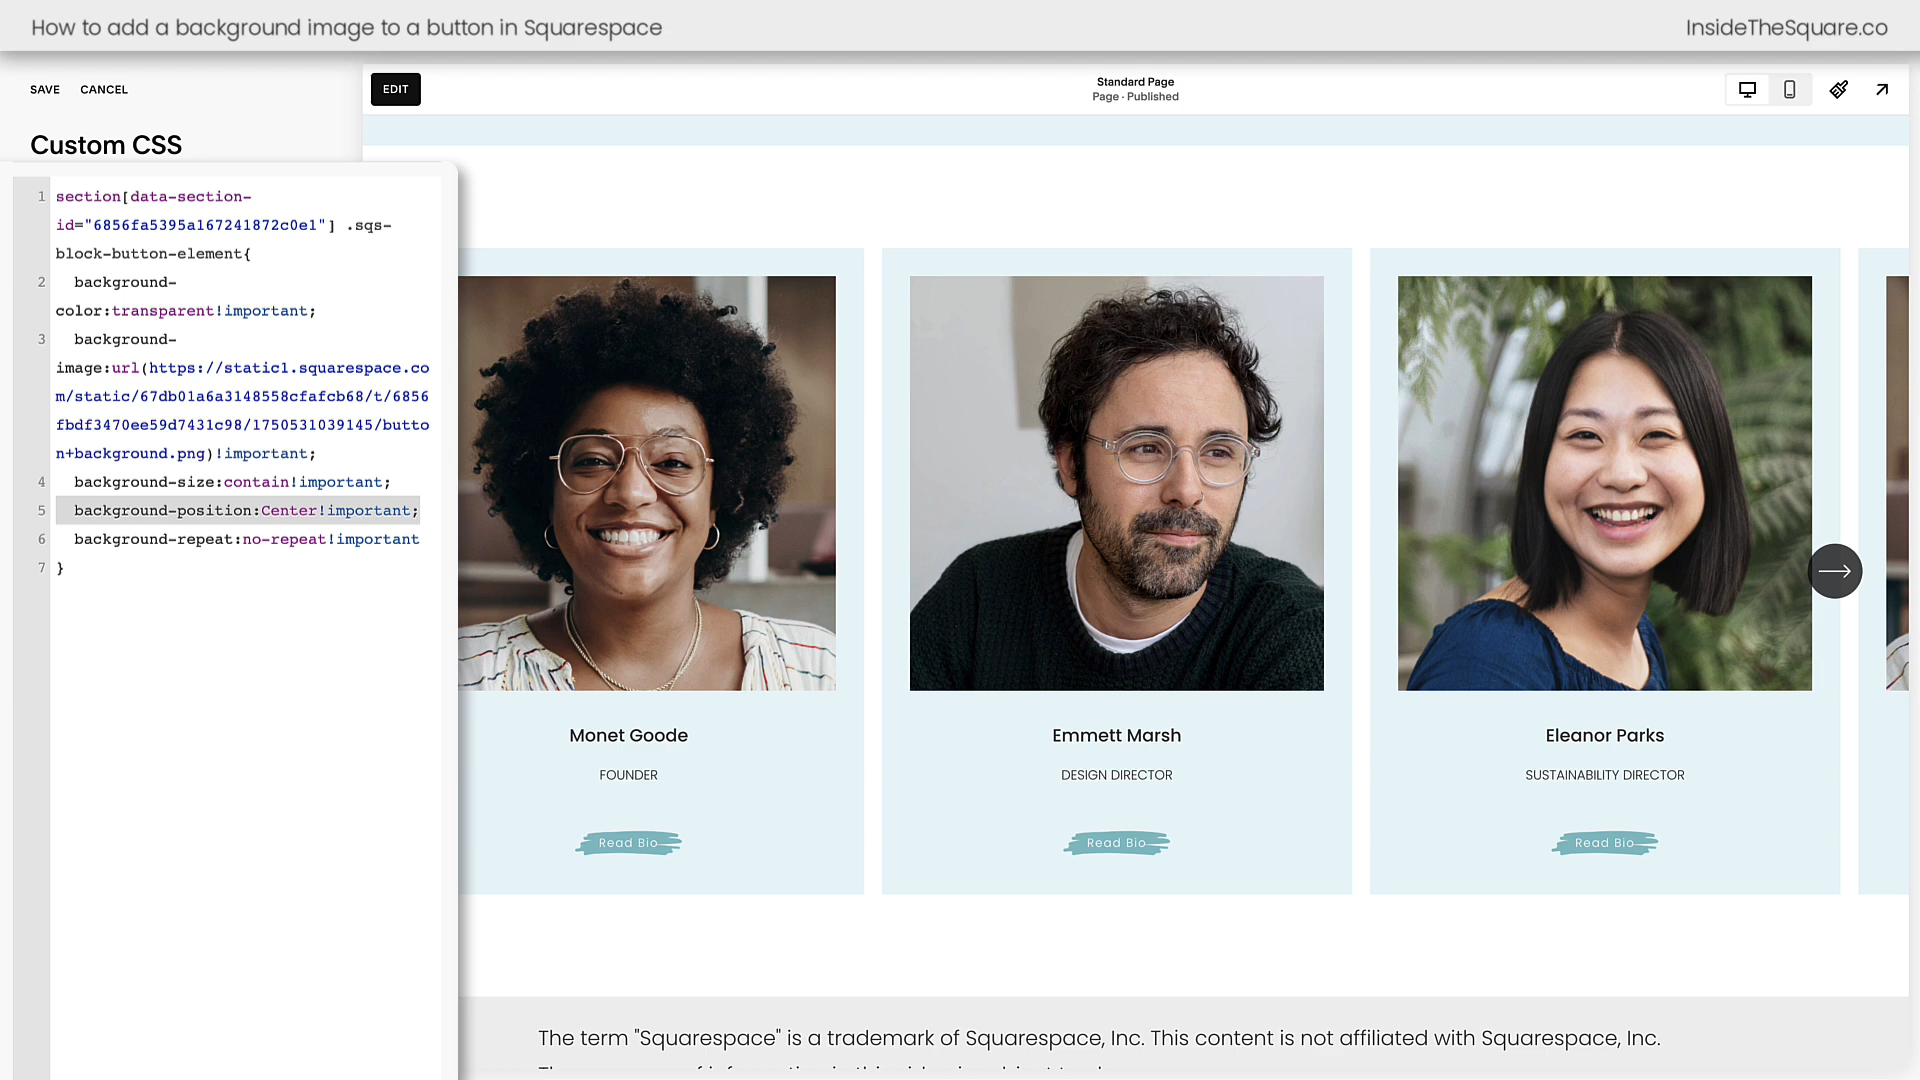 How to add a background image to a button in Squarespace
InsideTheSquare.co
SAVE
CANCEL
EDIT
Standard Page
Page · Published
Custom CSS
1 section[data-section-
id="6856fa5395a167241872c0e1"] .sqs-
block-button-element{
2 background-
color:transparent!important;
3 background-
image:url(https://static1.squarespace.co
m/static/67db01a6a3148558cfafcb68/t/6856
fbdf3470ee59d7431c98/1750531039145/butto
n+background.png)!important;
4 background-size:contain!important;
5 background-position:Center!important;
6 background-repeat:no-repeat!important
7 }
Monet Goode
FOUNDER
Read Bio
Emmett Marsh
DESIGN DIRECTOR
Read Bio
Eleanor Parks
SUSTAINABILITY DIRECTOR
Read Bio
The term "Squarespace" is a trademark of Squarespace, Inc. This content is not affiliated with Squarespace, Inc.